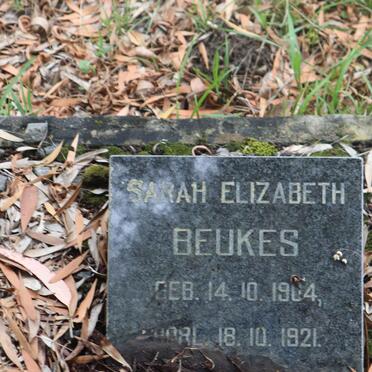 SARAH ELIZABETH
BEUKES
GEB. 14. 10. 1904,
OORL. 18. 10. 1921.